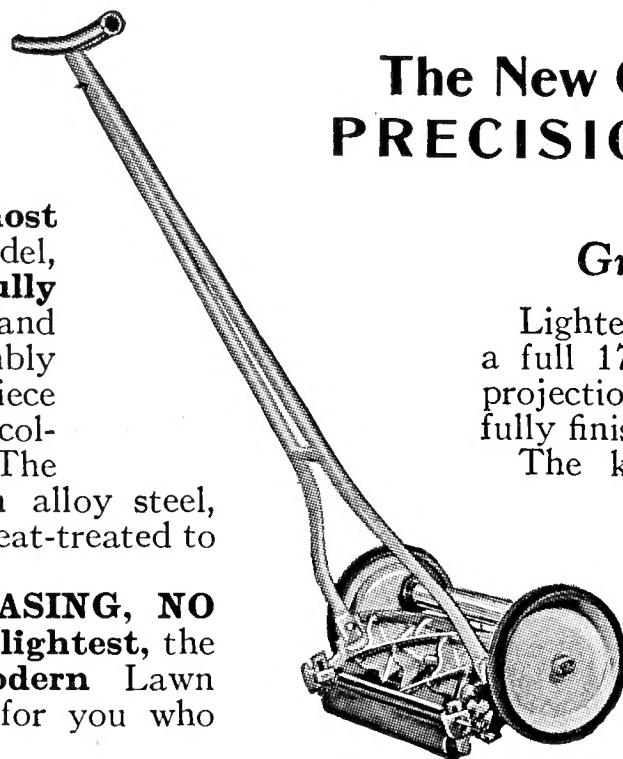 The New
PRECISIO
most
del,
ully
and
bly
iece
col-
The
alloy steel,
eat-treated to
ASING, NO
lightest, the
odern Lawn
for you who
Gr
Lighte
a full 17
projectio
fully finis
The k